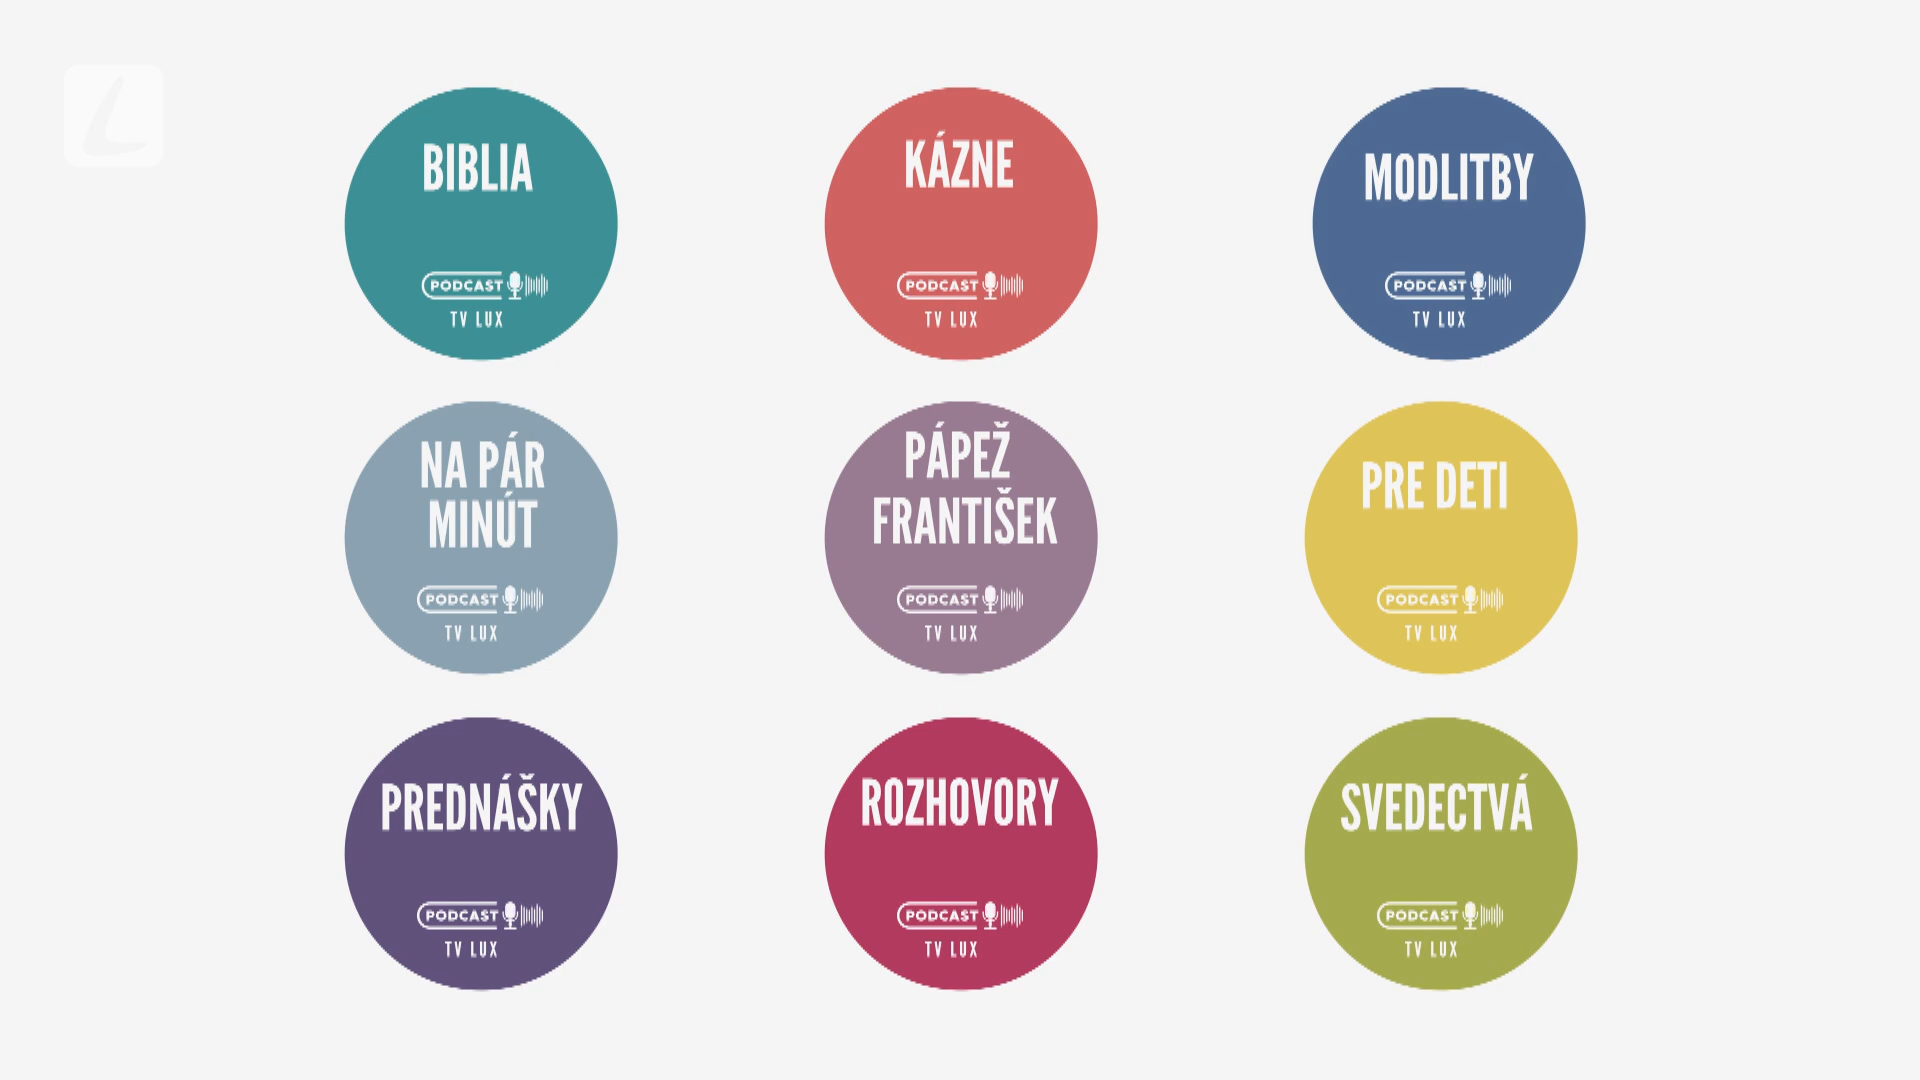 BIBLIA
PODCAST
TV LUX
KÁZNE
PODCAST
TV LUX
MODLITBY
PODCAST
TV LUX
NA PÁR
MINÚT
PODCAST
TV LUX
PÁPEŽ
FRANTIŠEK
PODCAST
TV LUX
PRE DETI
PODCAST
TV LUX
PREDNÁŠKY
PODCAST
TV LUX
ROZHOVORY
PODCAST
TV LUX
SVEDECTVÁ
PODCAST
TV LUX